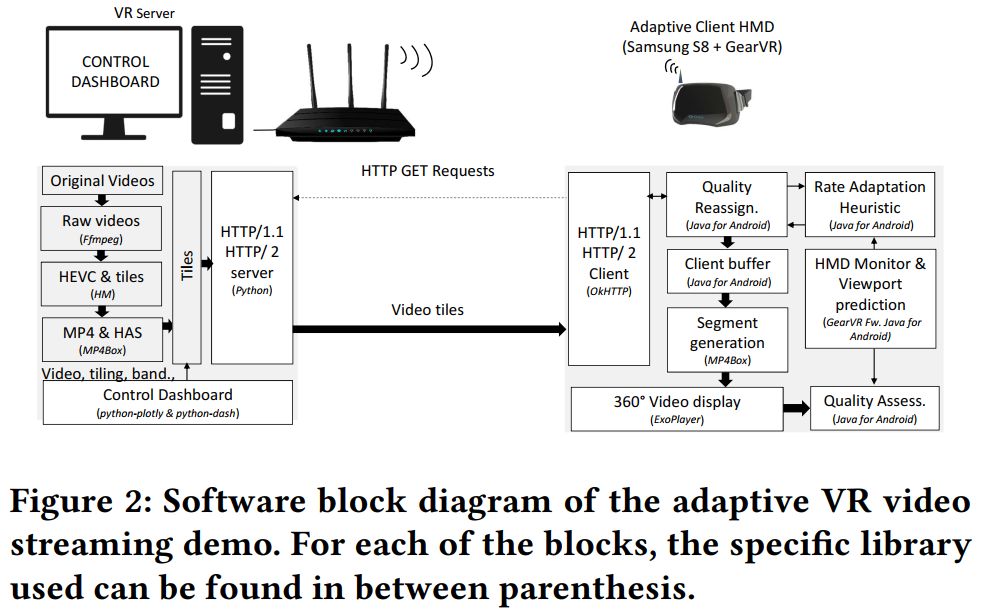 VR Server
CONTROL
DASHBOARD
Adaptive Client HMD
(Samsung S8 + GearVR)
Original Videos
Raw videos
(Ffmpeg)
HEVC & tiles
(HM)
MP4 & HAS
(MP4Box)
Video, tiling, band.,
Tiles
HTTP/1.1
HTTP/ 2
server
(Python)
Control Dashboard
(python-plotly & python-dash)
HTTP GET Requests
Video tiles
HTTP/1.1
HTTP/ 2
Client
(OkHTTP)
Quality
Reassign.
(Java for Android)
Rate Adaptation
Heuristic
(Java for Android)
Client buffer
(Java for Android)
HMD Monitor &
Viewport
prediction
(GearVR Fw. Java for
Android)
Segment
generation
(MP4Box)
360° Video display
(ExoPlayer)
Quality Assess.
(Java for Android)
Figure 2: Software block diagram of the adaptive VR video
streaming demo. For each of the blocks, the specific library
used can be found in between parenthesis.